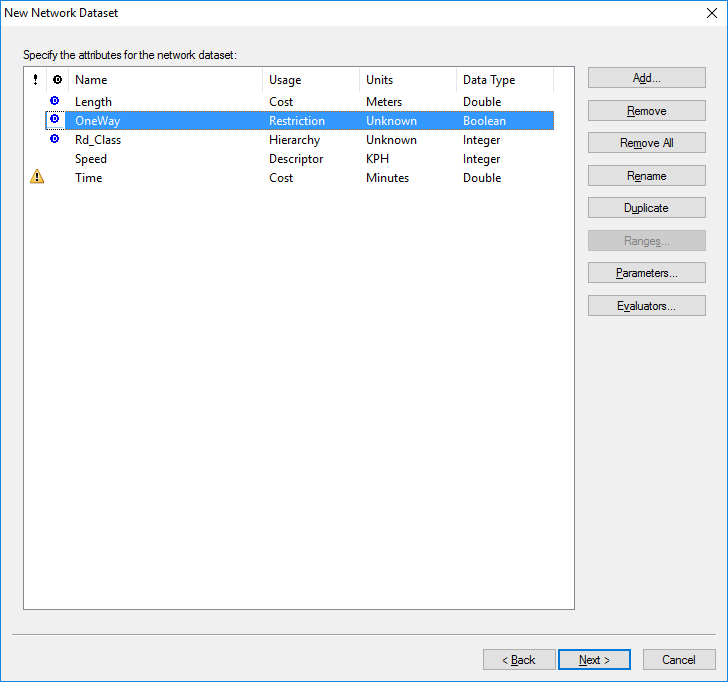 New Network Dataset
Specify the attributes for the network dataset:
! D Name Usage Units Data Type
D Length Cost Meters Double
D OneWay Restriction Unknown Boolean
D Rd_Class Hierarchy Unknown Integer
Speed Descriptor KPH Integer
! Time Cost Minutes Double
Add...
Remove
Remove All
Rename
Duplicate
Ranges...
Parameters...
Evaluators...
< Back Next > Cancel